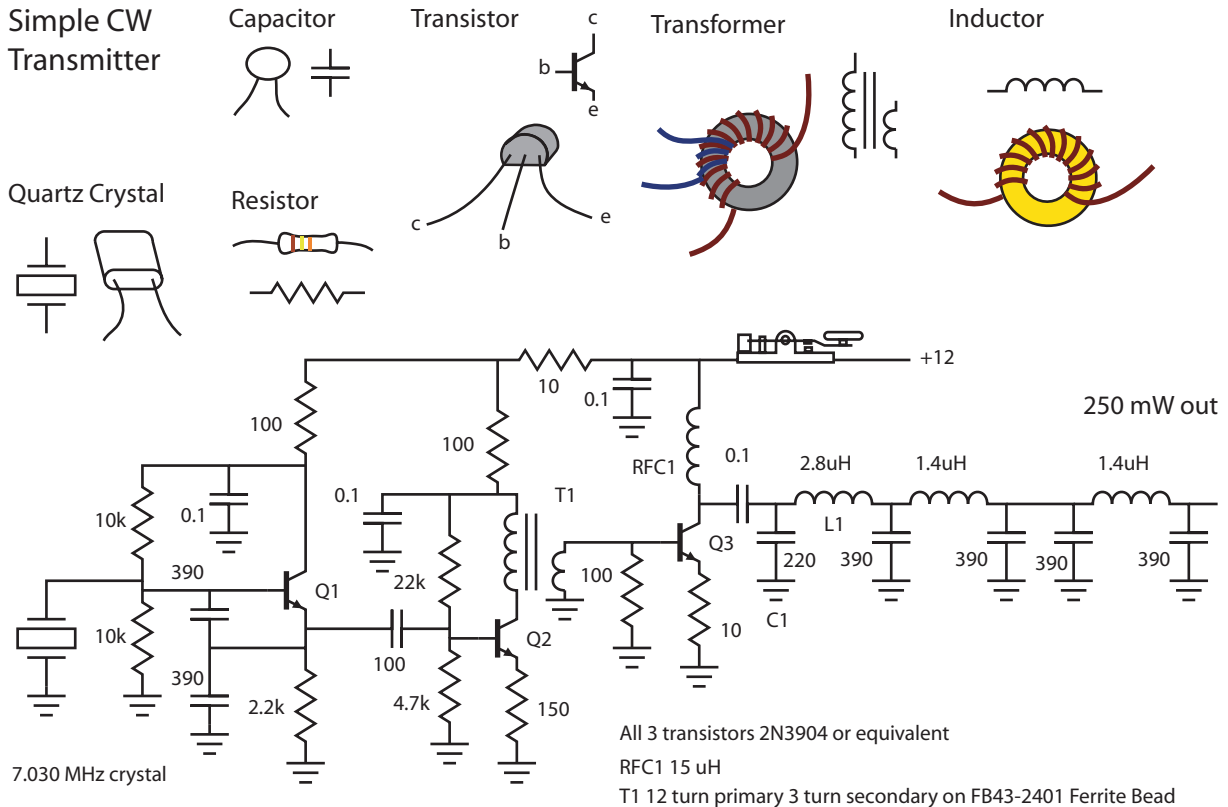 Simple CW
Transmitter
Capacitor
Transistor
Transformer
Inductor
c
b
e
Quartz Crystal
Resistor
c
b
e
+12
10
0.1
250 mW out
100
100
RFC1
0.1
2.8uH
1.4uH
1.4uH
10k
0.1
0.1
T1
L1
Q3
220
390
390
390
390
390
Q1
22k
100
C1
10k
Q2
10
390
100
2.2k
4.7k
150
7.030 MHz crystal
All 3 transistors 2N3904 or equivalent
RFC1 15 uH
T1 12 turn primary 3 turn secondary on FB43-2401 Ferrite Bead